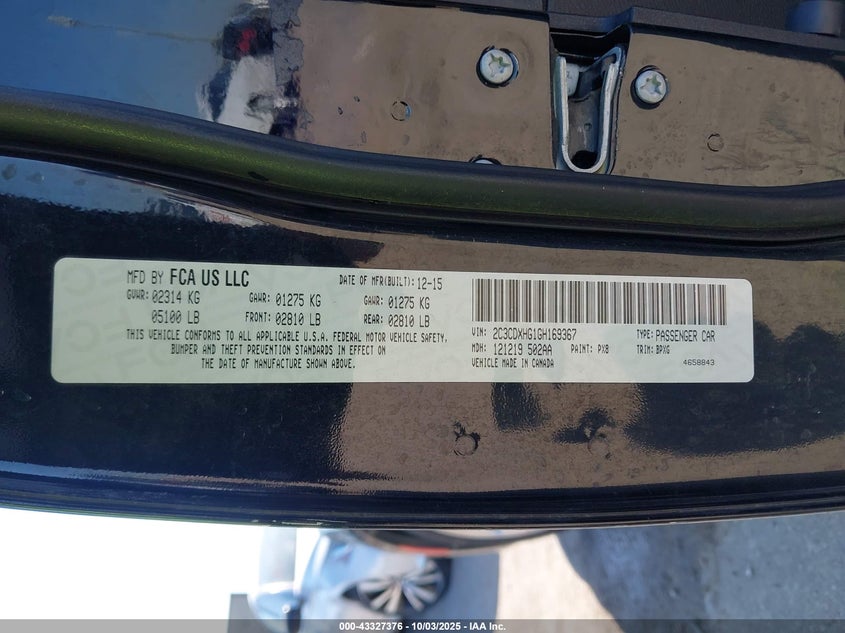 MFD BY FCA US LLC DATE OF MFR(BUILT): 12-15
GVWR: 02314 KG GAWR: 01275 KG GAWR: 01275 KG
05100 LB FRONT: 02810 LB REAR: 02810 LB
THIS VEHICLE CONFORMS TO ALL APPLICABLE U.S.A. FEDERAL MOTOR VEHICLE SAFETY,
BUMPER AND THEFT PREVENTION STANDARDS IN EFFECT ON
THE DATE OF MANUFACTURE SHOWN ABOVE.
VIN: 2C3CDXHG1GH169367 TYPE: PASSENGER CAR
MDH: 121219 502AA PAINT: PX8 TRIM: BPXG
VEHICLE MADE IN CANADA 4658843
000-43327376 • 10/03/2025 • IAA Inc.